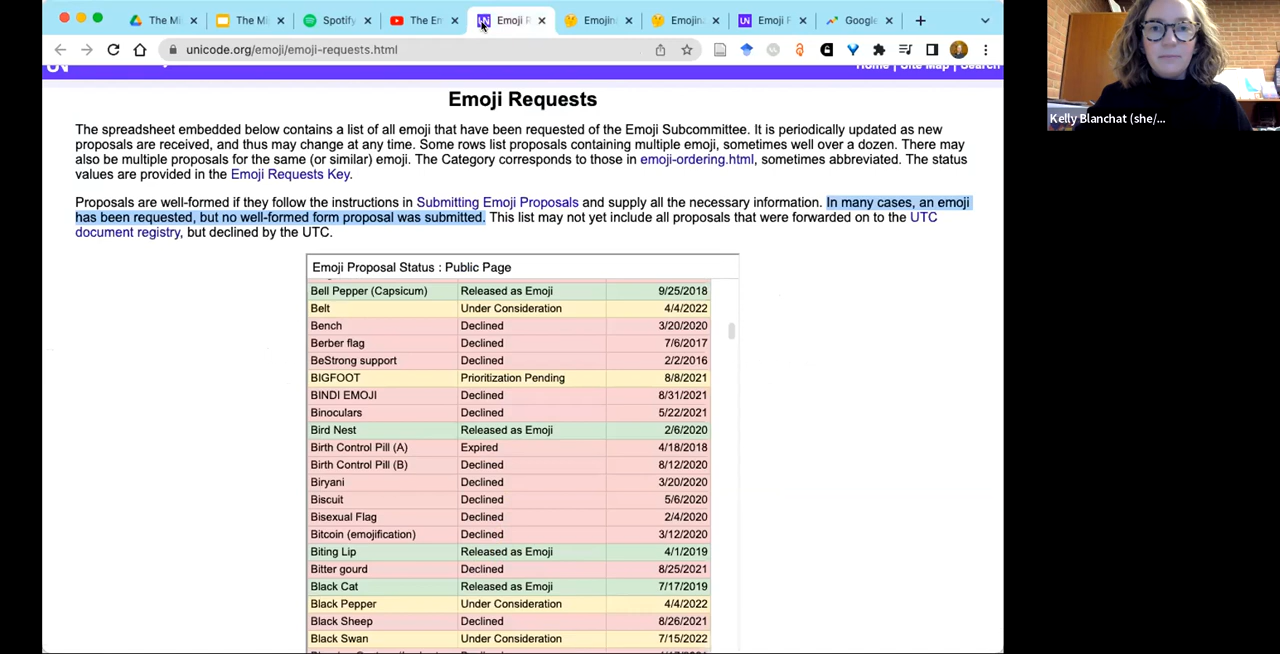 The Mi
The Mi
Spotify
The Em
Emoji R
Emojin
Emojin
Emoji F
Google
unicode.org/emoji/emoji-requests.html
Home | Site Map | Search
Emoji Requests
The spreadsheet embedded below contains a list of all emoji that have been requested of the Emoji Subcommittee. It is periodically updated as new
proposals are received, and thus may change at any time. Some rows list proposals containing multiple emoji, sometimes well over a dozen. There may
also be multiple proposals for the same (or similar) emoji. The Category corresponds to those in emoji-ordering.html, sometimes abbreviated. The status
values are provided in the Emoji Requests Key.
Proposals are well-formed if they follow the instructions in Submitting Emoji Proposals and supply all the necessary information. In many cases, an emoji
has been requested, but no well-formed form proposal was submitted. This list may not yet include all proposals that were forwarded on to the UTC
document registry, but declined by the UTC.
Emoji Proposal Status : Public Page
Bell Pepper (Capsicum) Released as Emoji 9/25/2018
Belt Under Consideration 4/4/2022
Bench Declined 3/20/2020
Berber flag Declined 7/6/2017
BeStrong support Declined 2/2/2016
BIGFOOT Prioritization Pending 8/8/2021
BINDI EMOJI Declined 8/31/2021
Binoculars Declined 5/22/2021
Bird Nest Released as Emoji 2/6/2020
Birth Control Pill (A) Expired 4/18/2018
Birth Control Pill (B) Declined 8/12/2020
Biryani Declined 3/20/2020
Biscuit Declined 5/6/2020
Bisexual Flag Declined 2/4/2020
Bitcoin (emojification) Declined 3/12/2020
Biting Lip Released as Emoji 4/1/2019
Bitter gourd Declined 8/25/2021
Black Cat Released as Emoji 7/17/2019
Black Pepper Under Consideration 4/4/2022
Black Sheep Declined 8/26/2021
Black Swan Under Consideration 7/15/2022
Kelly Blanchat (she/...